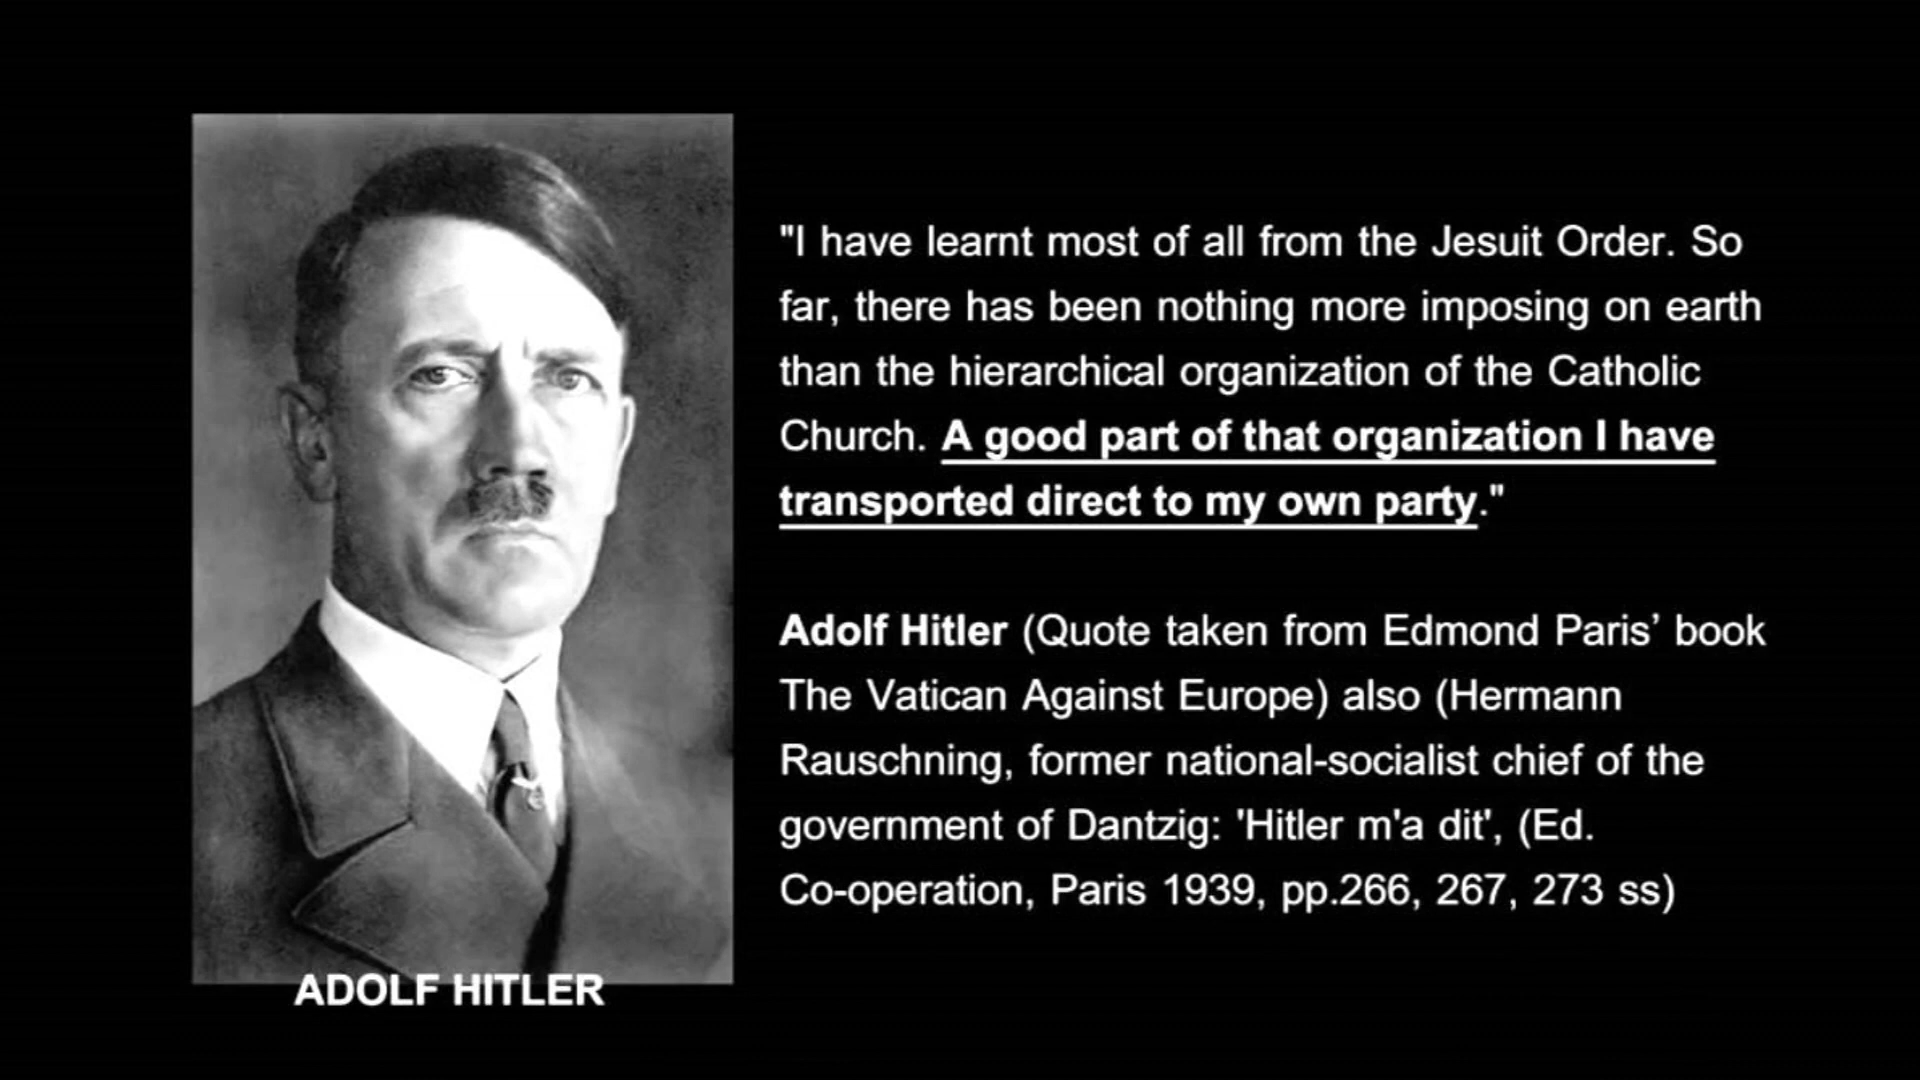 "I have learnt most of all from the Jesuit Order. So
far, there has been nothing more imposing on earth
than the hierarchical organization of the Catholic
Church. A good part of that organization I have
transported direct to my own party."
Adolf Hitler (Quote taken from Edmond Paris’ book
The Vatican Against Europe) also (Hermann
Rauschning, former national-socialist chief of the
government of Dantzig: 'Hitler m'a dit', (Ed.
Co-operation, Paris 1939, pp.266, 267, 273 ss)
ADOLF HITLER